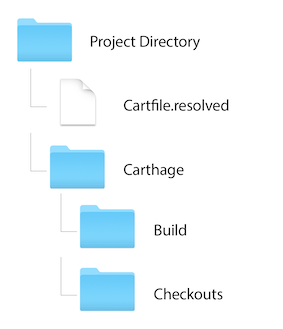 Project Directory
Cartfile.resolved
Carthage
Build
Checkouts